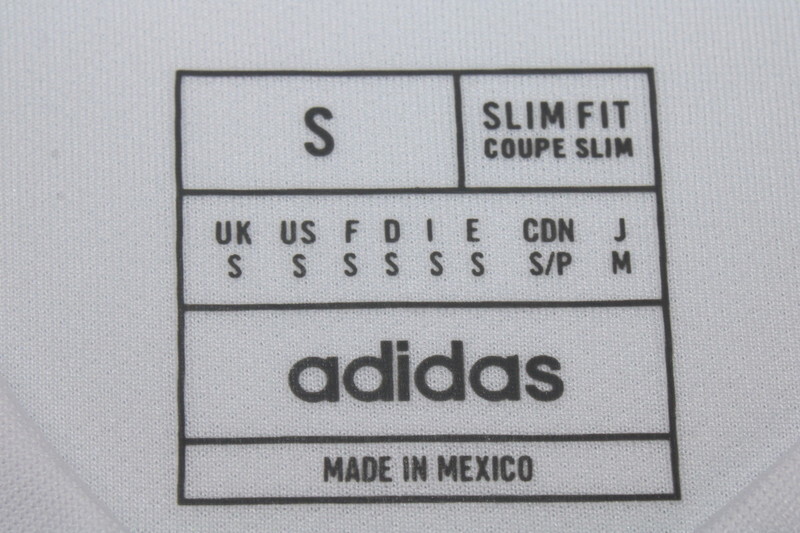 S
SLIM FIT
COUPE SLIM
UK US F D I E CDN J
S S S S S S S/P M
adidas
MADE IN MEXICO